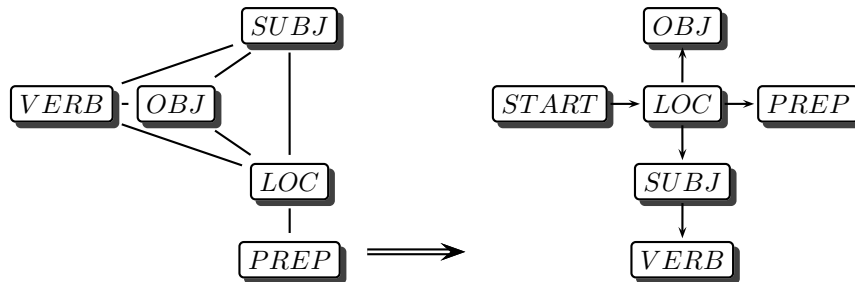 SUBJ
VERB
OBJ
LOC
PREP
OBJ
START
LOC
PREP
SUBJ
VERB